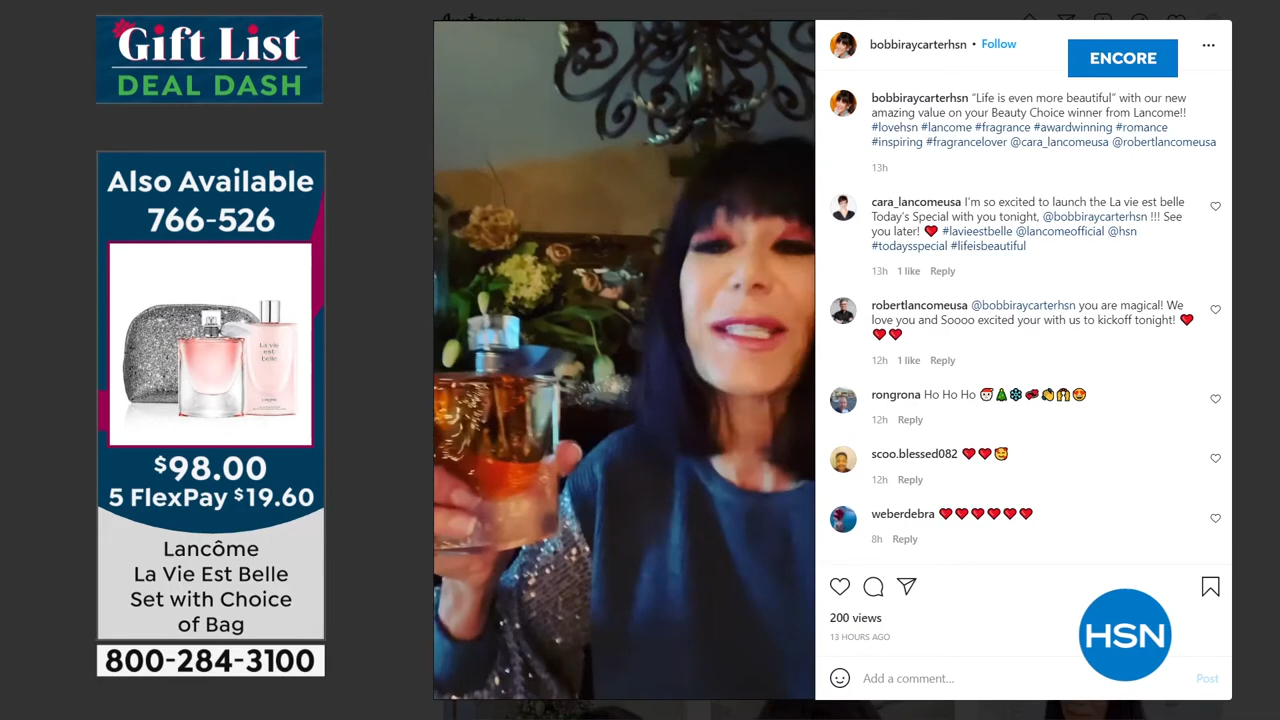 Gift List
DEAL DASH
Also Available
766-526
La vie
est
belle
$98.00
5 FlexPay $19.60
Lancôme
La Vie Est Belle
Set with Choice
of Bag
800-284-3100
bobbiraycarterhsn • Follow
ENCORE
bobbiraycarterhsn “Life is even more beautiful” with our new
amazing value on your Beauty Choice winner from Lancome!!
#lovehsn #lancome #fragrance #awardwinning #romance
#inspiring #fragrancelover @cara_lancomeusa @robertlancomeusa
13h
cara_lancomeusa I'm so excited to launch the La vie est belle
Today's Special with you tonight, @bobbiraycarterhsn !!! See
you later! ❤️ #lavieestbelle @lancomeofficial @hsn
#todaysspecial #lifeisbeautiful
13h 1 like Reply
robertlancomeusa @bobbiraycarterhsn you are magical! We
love you and Soooo excited your with us to kickoff tonight! ❤️
❤️❤️
12h 1 like Reply
rongrona Ho Ho Ho
12h Reply
scoo.blessed082 ❤️❤️🥰
12h Reply
weberdebra ❤️❤️❤️❤️❤️❤️
8h Reply
200 views
13 HOURS AGO
HSN
Add a comment...
Post